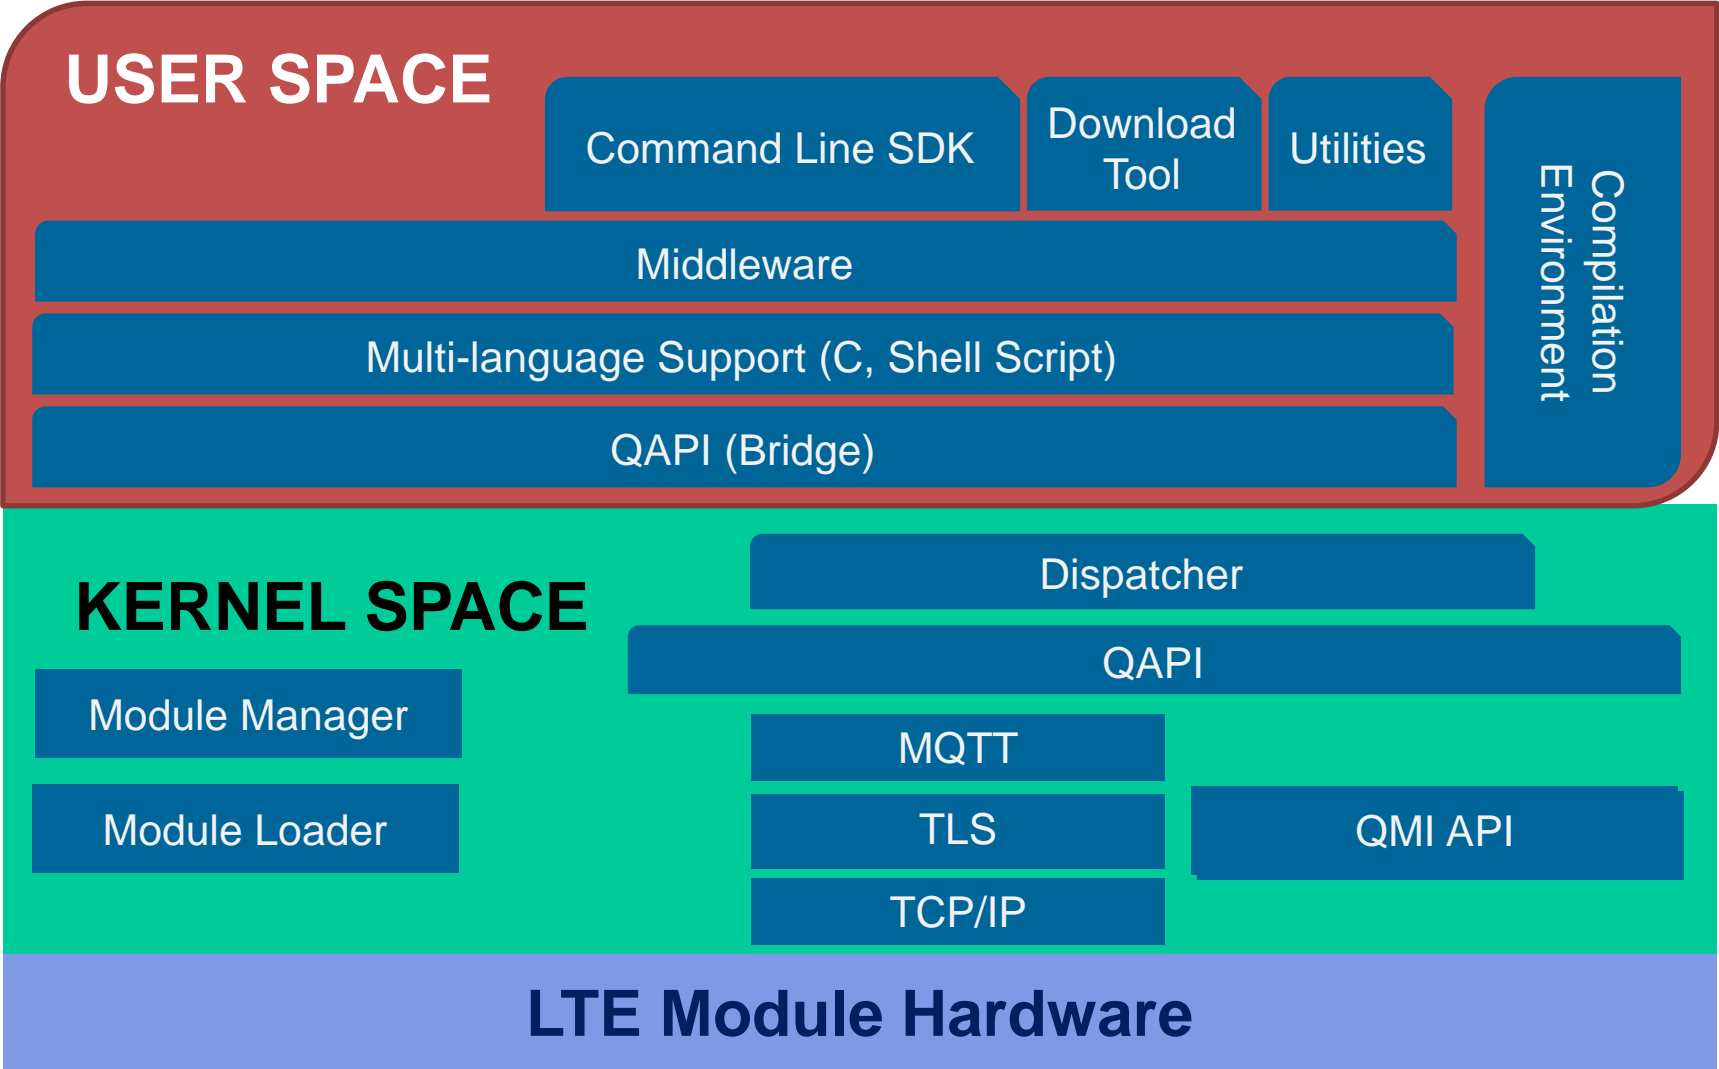 USER SPACE
Command Line SDK
Download
Tool
Utilities
Compilation
Environment
Middleware
Multi-language Support (C, Shell Script)
QAPI (Bridge)
KERNEL SPACE
Dispatcher
QAPI
Module Manager
Module Loader
MQTT
TLS
TCP/IP
QMI API
LTE Module Hardware